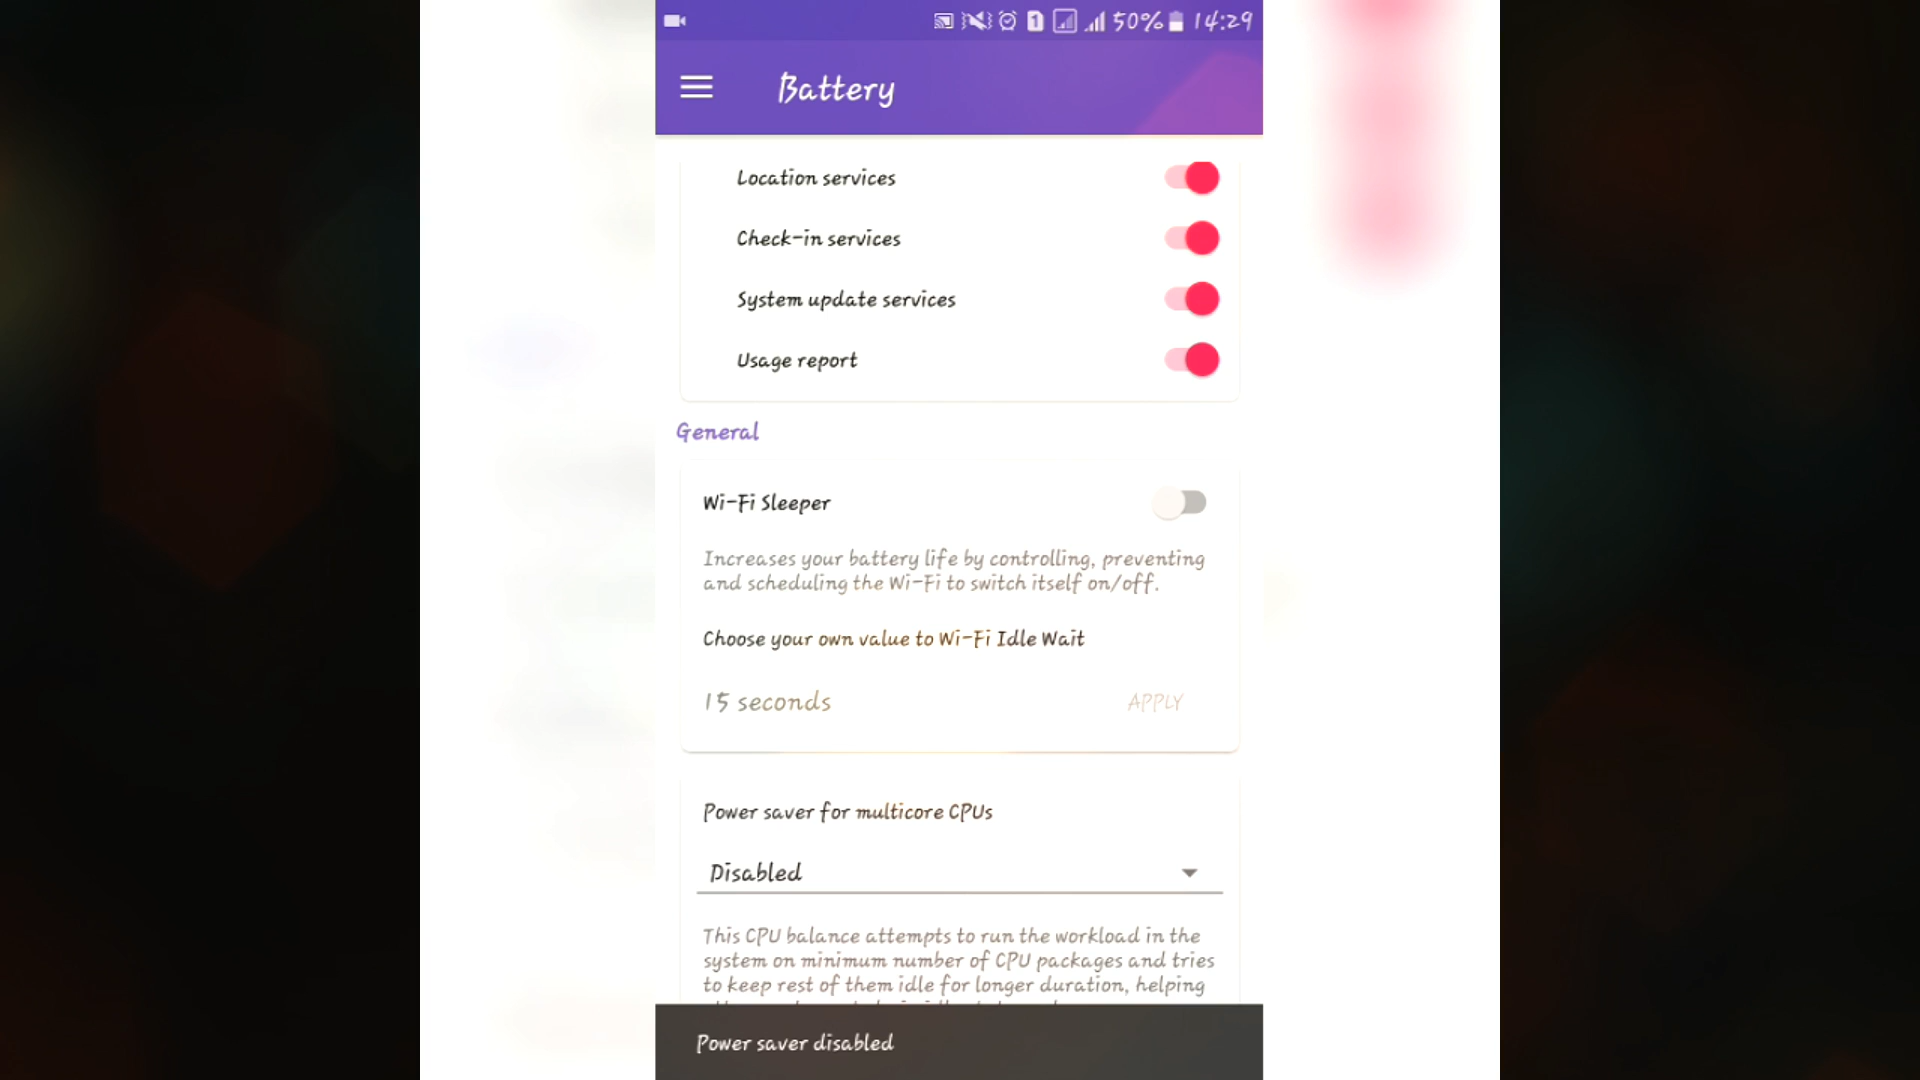 1 50% 14:29
Battery
Location services
Check-in services
System update services
Usage report
General
Wi-Fi Sleeper
Increases your battery life by controlling, preventing
and scheduling the Wi-Fi to switch itself on/off.
Choose your own value to Wi-Fi Idle Wait
15 seconds
APPLY
Power saver for multicore CPUs
Disabled
This CPU balance attempts to run the workload in the
system on minimum number of CPU packages and tries
to keep rest of them idle for longer duration, helping
Power saver disabled